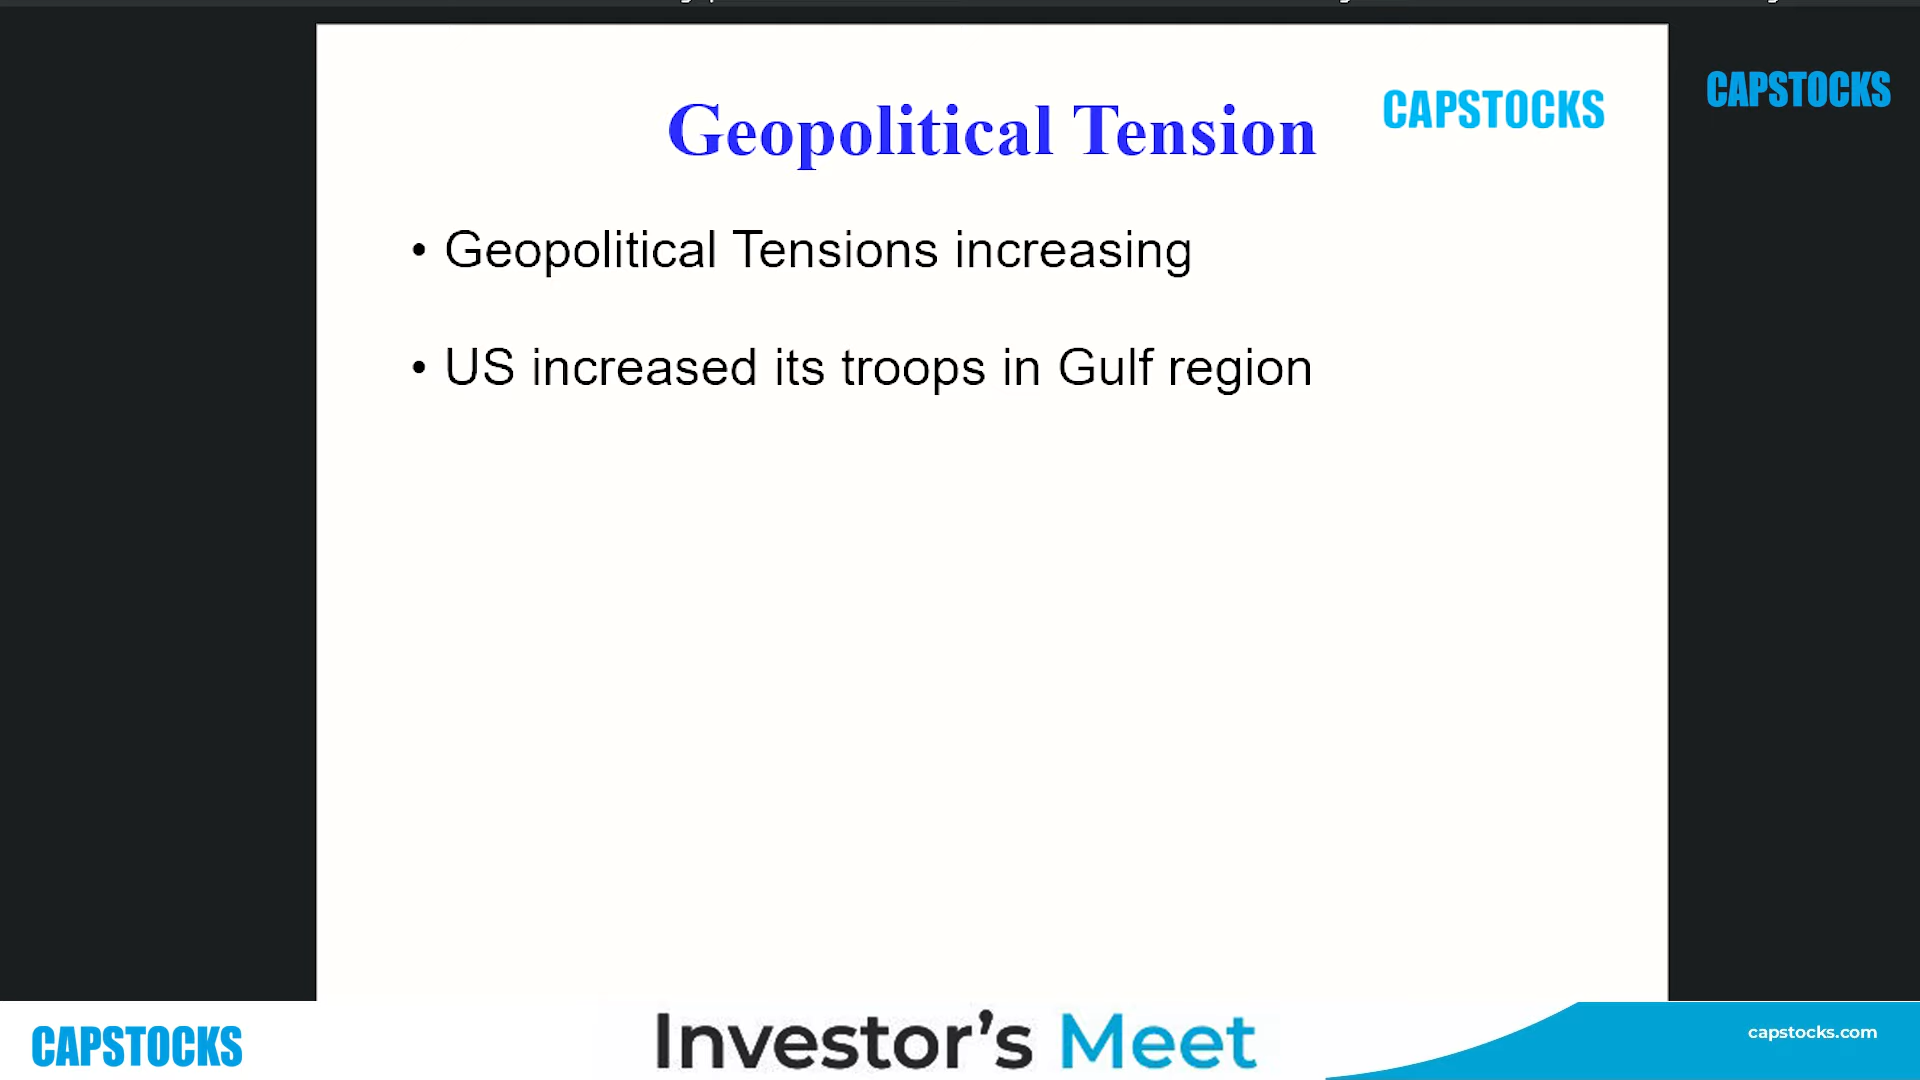 Geopolitical Tension
CAPSTOCKS
CAPSTOCKS
• Geopolitical Tensions increasing
• US increased its troops in Gulf region
CAPSTOCKS
Investor's Meet
capstocks.com